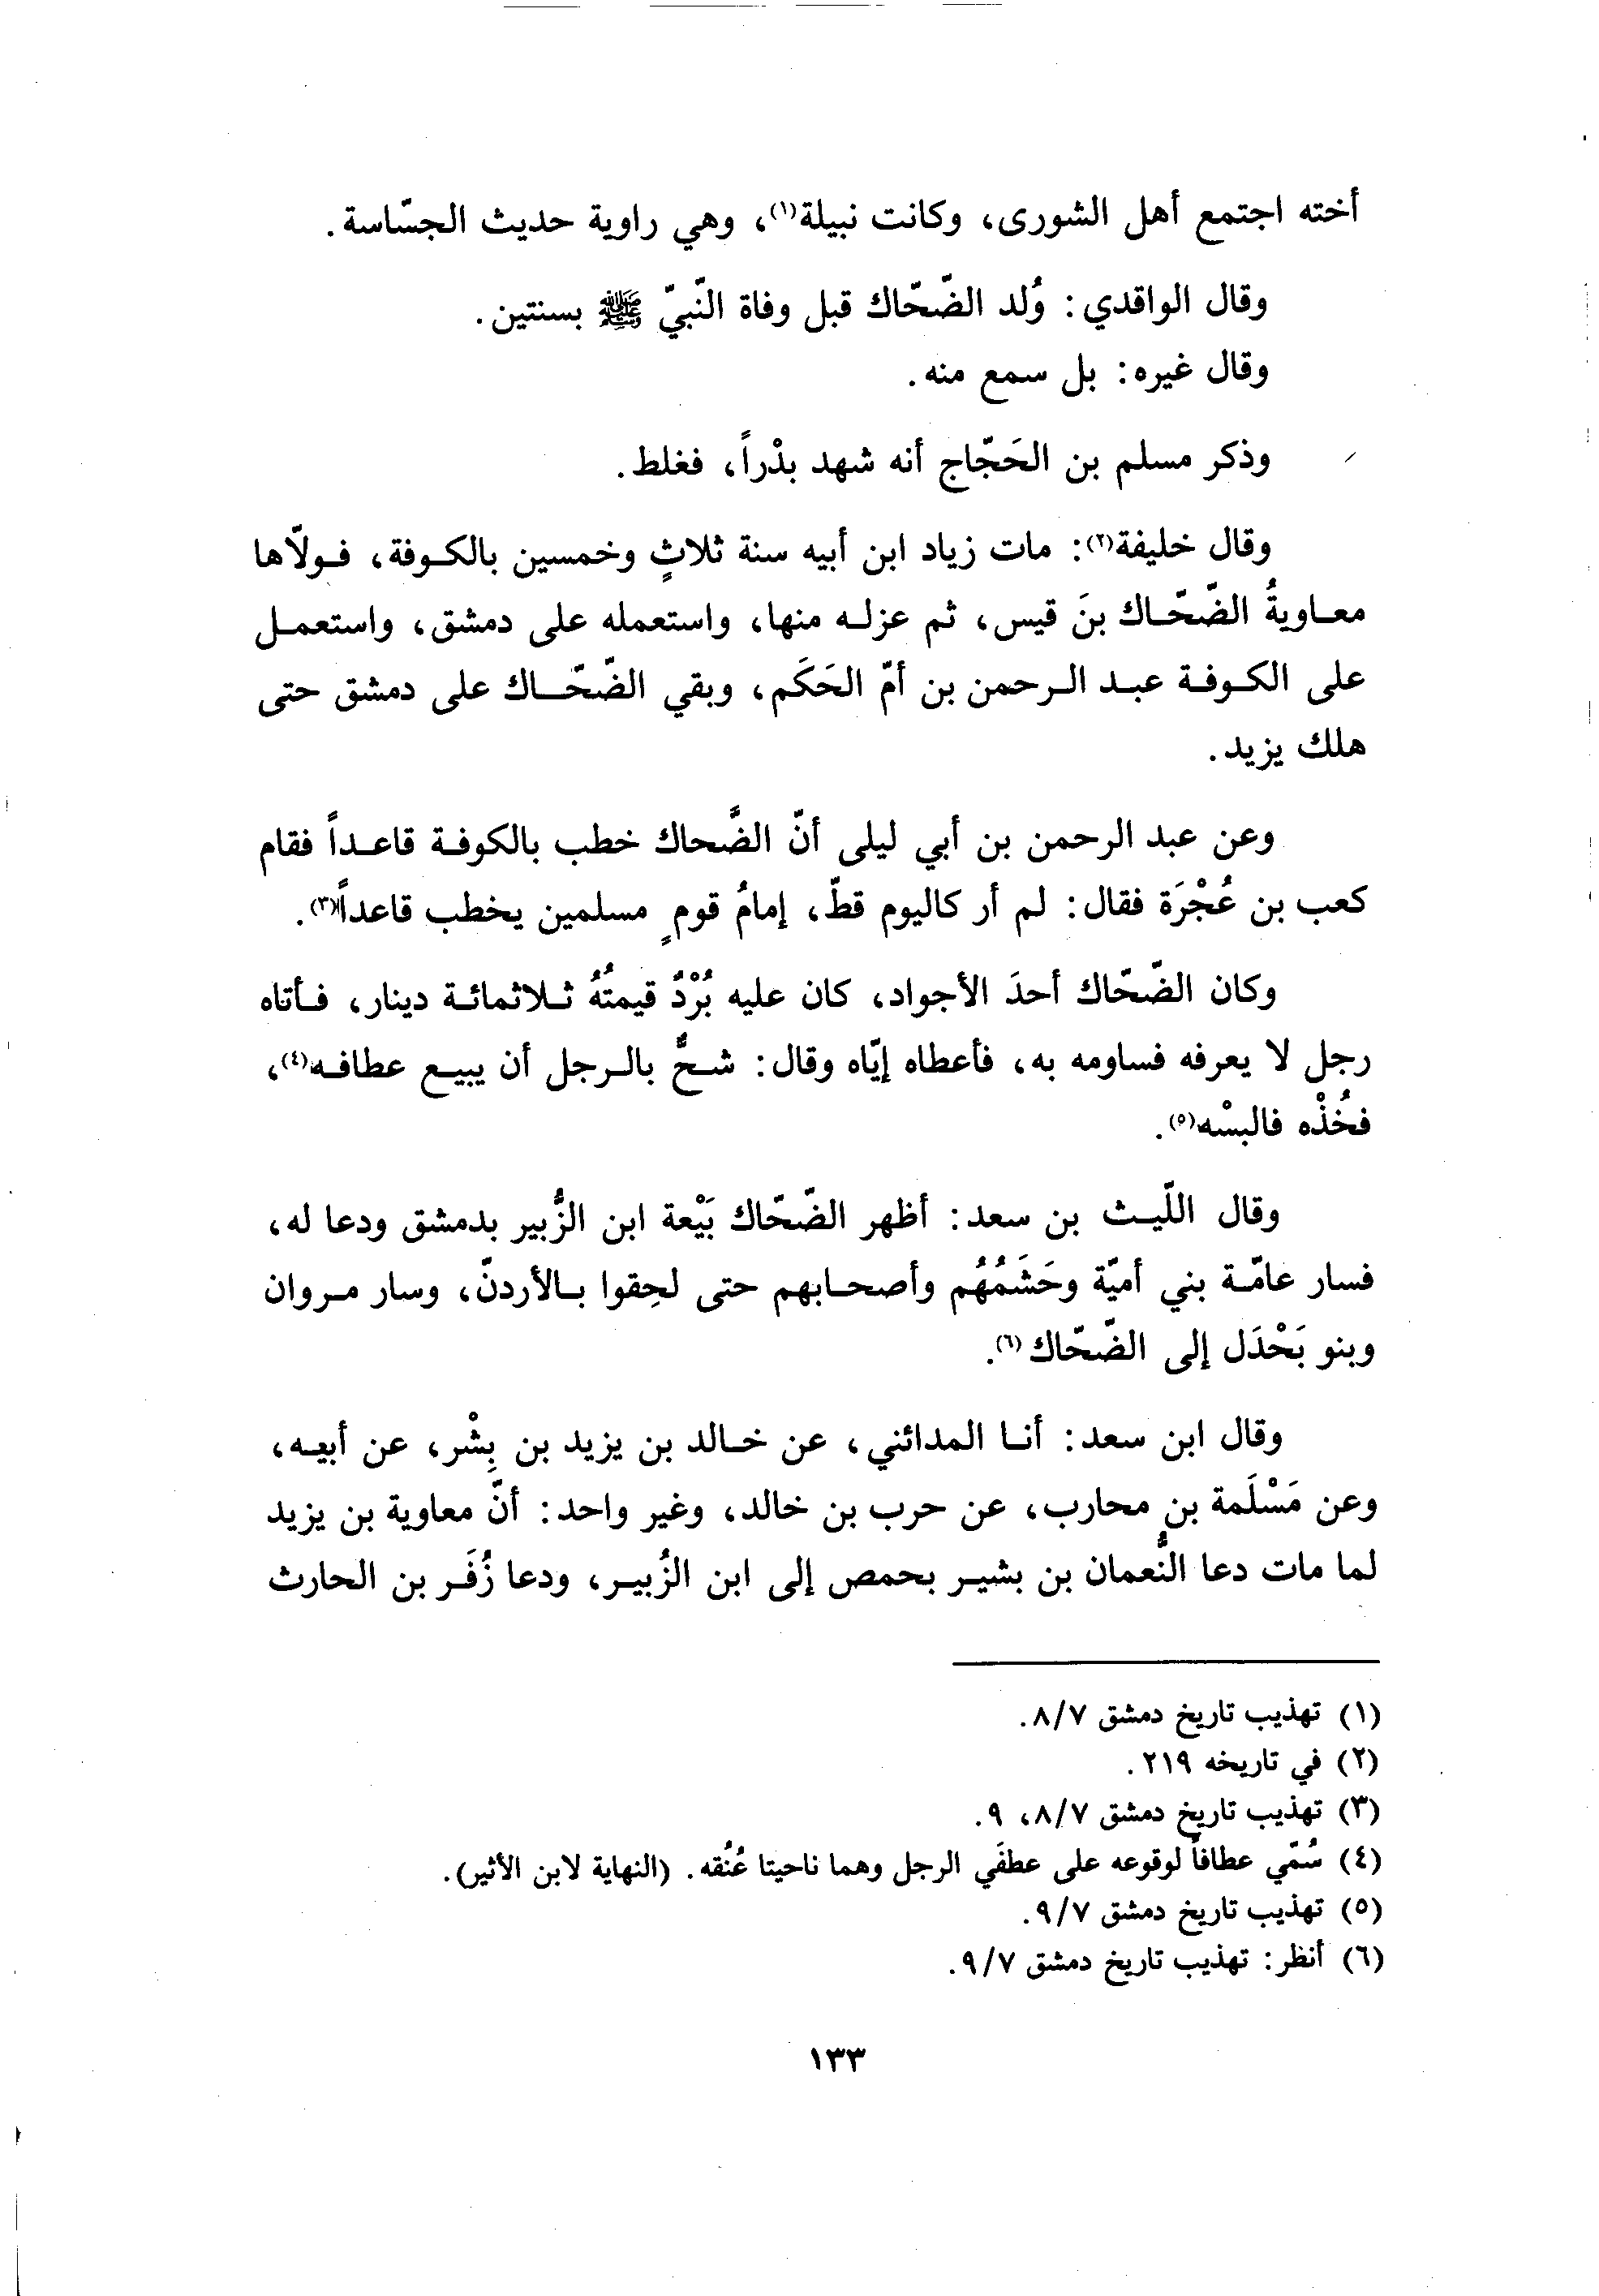 أخته اجتمع أهل الشورى، وكانت نبيلة(١)، وهي راوية حديث الجسّاسة.
وقال الواقدي: وُلد الضّحّاك قبل وفاة النّبيّ ﷺ بسنتين.
وقال غيره: بل سمع منه.
وذكر مسلم بن الحَجّاج أنه شهد بدْراً، فغلط.
وقال خليفة(٢): مات زياد ابن أبيه سنة ثلاثٍ وخمسين بالكوفة، فولّاها
معاويةُ الضّحّاك بنَ قيس، ثم عزله منها، واستعمله على دمشق، واستعمل
على الكوفة عبد الرحمن بن أمّ الحَكَم، وبقي الضّحّاك على دمشق حتى
هلك يزيد.
وعن عبد الرحمن بن أبي ليلى أنّ الضَّحاك خطب بالكوفة قاعداً فقام
كعب بن عُجْرَة فقال: لم أر كاليوم قطّ، إمامُ قومٍ مسلمين يخطب قاعداً(٣).
وكان الضّحّاك أحدَ الأجواد، كان عليه بُرْدٌ قيمتُهُ ثلاثمائة دينار، فأتاه
رجل لا يعرفه فساومه به، فأعطاه إيّاه وقال: شحٌّ بالرجل أن يبيع عطافه(٤)،
فخُذْه فالبسْه(٥).
وقال اللّيث بن سعد: أظهر الضّحّاك بَيْعة ابن الزُّبير بدمشق ودعا له،
فسار عامّة بني أميّة وحَشَمُهُم وأصحابهم حتى لحِقوا بالأردنّ، وسار مروان
وبنو بَحْدَل إلى الضّحّاك(٦).
وقال ابن سعد: أنا المدائني، عن خالد بن يزيد بن بِشْر، عن أبيه،
وعن مَسْلَمة بن محارب، عن حرب بن خالد، وغير واحد: أنّ معاوية بن يزيد
لما مات دعا النُّعمان بن بشير بحمص إلى ابن الزُبير، ودعا زُفَر بن الحارث
(١) تهذيب تاريخ دمشق ٨/٧.
(٢) في تاريخه ٢١٩.
(٣) تهذيب تاريخ دمشق ٨/٧، ٩.
(٤) سُمّي عطافاً لوقوعه على عطفَي الرجل وهما ناحيتا عُنُقه. (النهاية لابن الأثير).
(٥) تهذيب تاريخ دمشق ٩/٧.
(٦) أنظر: تهذيب تاريخ دمشق ٩/٧.
١٣٣